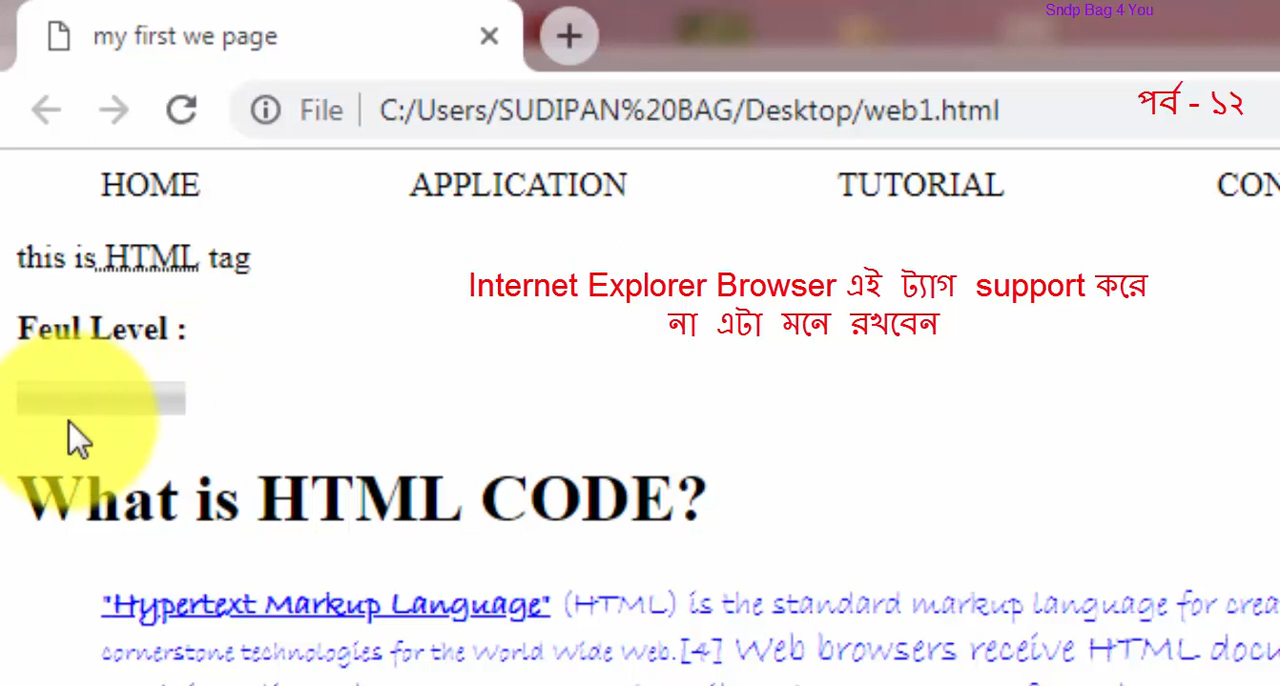 Sndp Bag 4 You
my first we page
File C:/Users/SUDIPAN%20BAG/Desktop/web1.html
পর্ব - ১২
HOME APPLICATION TUTORIAL CON
this is HTML tag
Internet Explorer Browser এই ট্যাগ support করে
না এটা মনে রখবেন
Feul Level :
What is HTML CODE?
"Hypertext Markup Language" (HTML) is the standard markup language for crea
cornerstone technologies for the World Wide Web.[4] Web browsers receive HTML docu